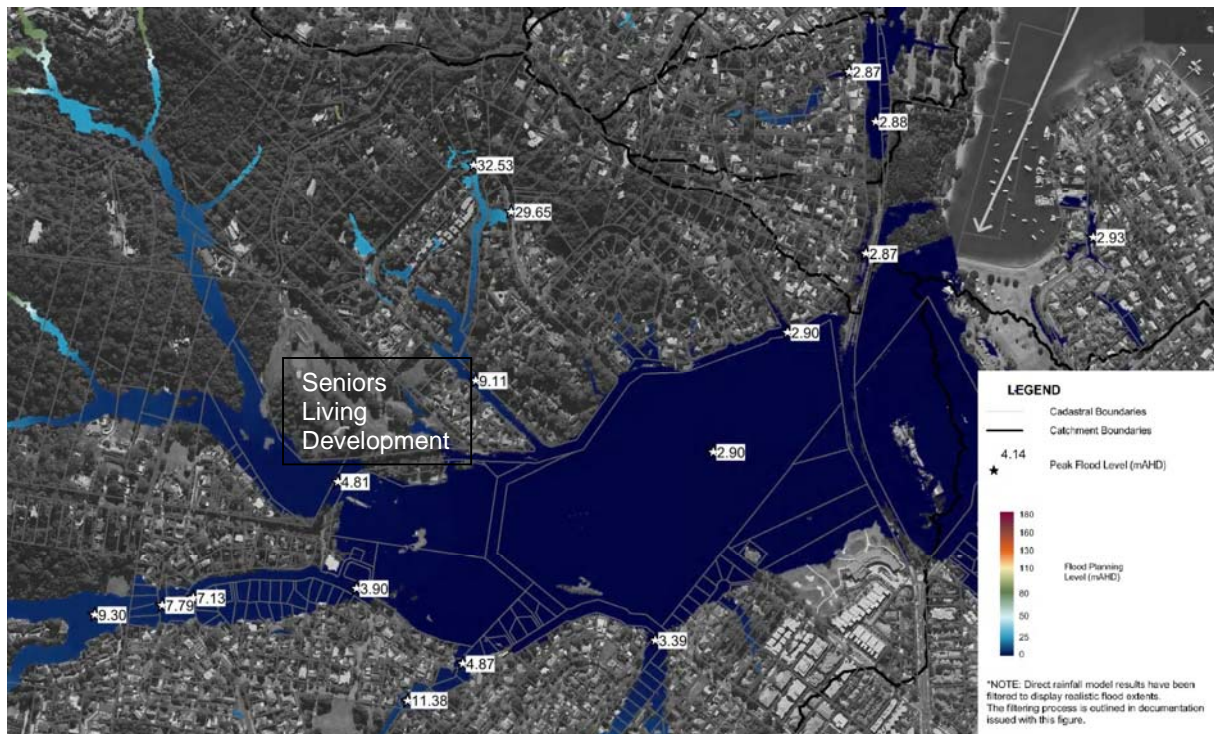 2.87
2.88
32.53
29.65
2.93
2.87
2.90
Seniors
Living
Development
9.11
2.90
4.81
3.90
7.13
7.79
9.30
3.39
4.87
11.38
LEGEND
Cadastral Boundaries
Catchment Boundaries
4.14
Peak Flood Level (mAHD)
180
160
130
110
80
50
25
0
Flood Planning
Level (mAHD)
*NOTE: Direct rainfall model results have been
filtered to display realistic flood extents.
The filtering process is outlined in documentation
issued with this figure.